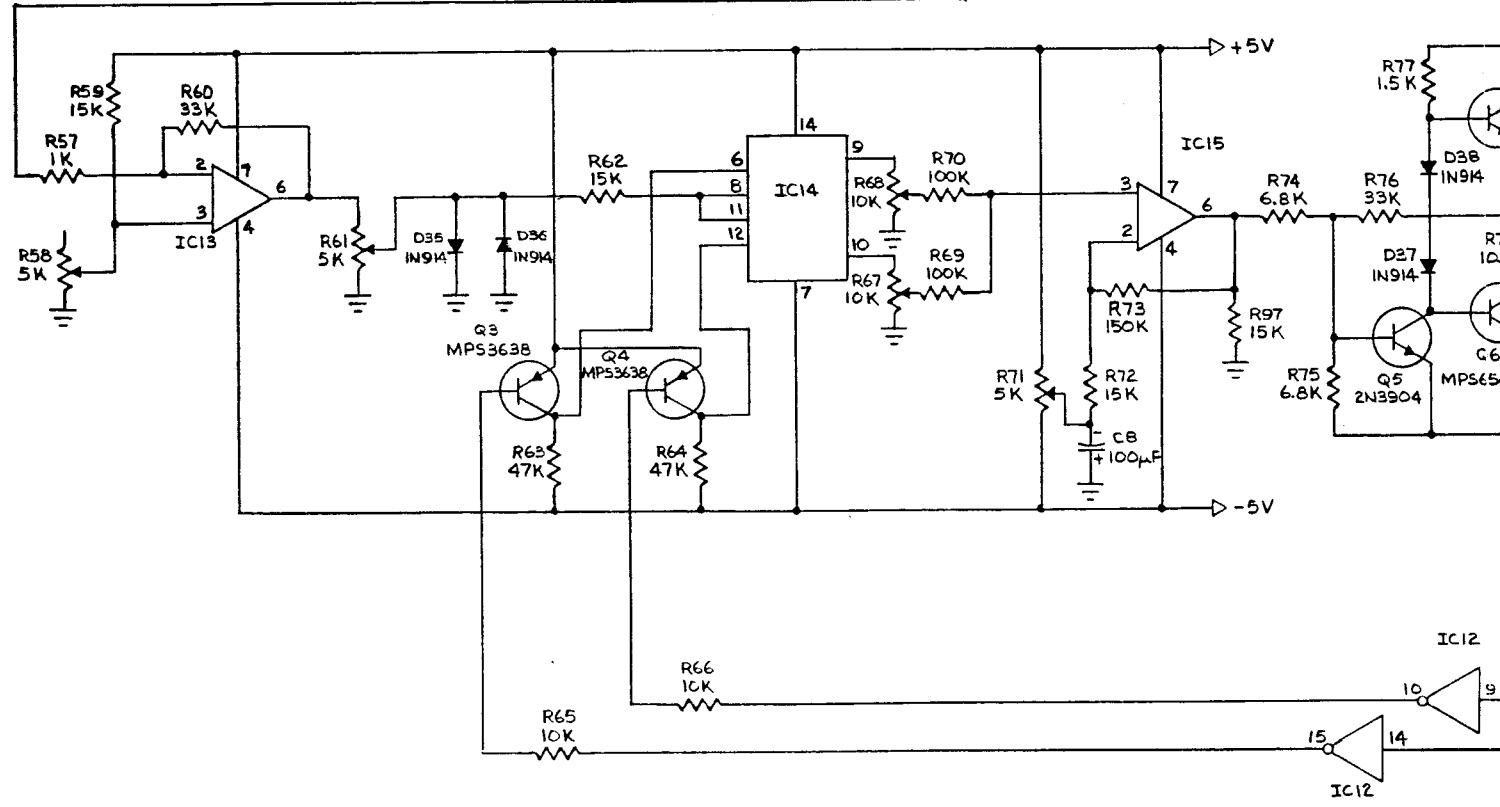 +5V
R59
15K
R60
33K
R57
1K
2
7
3
4
6
IC13
R58
5K
R61
5K
D35
1N914
D36
1N914
R62
15K
14
6
8
11
12
IC14
9
10
7
R68
10K
R70
100K
R67
10K
R69
100K
IC15
3
7
2
4
6
R73
150K
R97
15K
R71
5K
R72
15K
-
C8
+100µF
R74
6.8K
R76
33K
R77
1.5K
D38
1N914
D37
1N914
R7
10
R75
6.8K
Q5
2N3904
Q6
MPS65
Q3
MPS3638
Q4
MPS3638
R63
47K
R64
47K
-5V
IC12
10
9
R66
10K
R65
10K
15
14
IC12